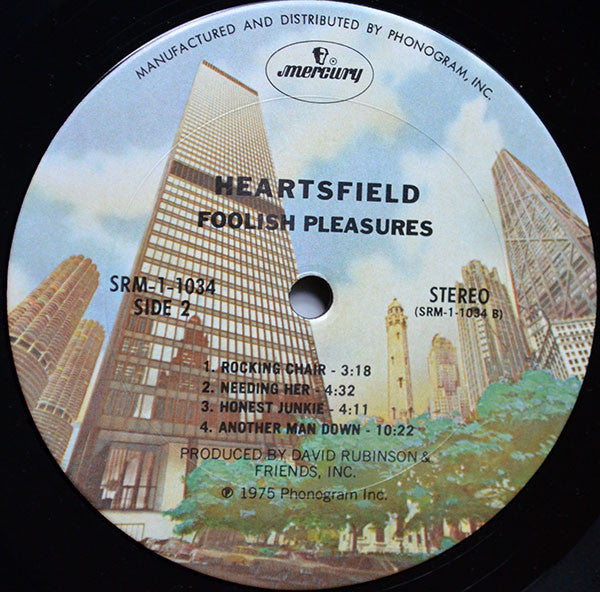 MANUFACTURED AND DISTRIBUTED BY PHONOGRAM, INC.
mercury
HEARTSFIELD
FOOLISH PLEASURES
SRM-1-1034
SIDE 2
STEREO
(SRM-1-1034 B)
1. ROCKING CHAIR - 3:18
2. NEEDING HER - 4:32
3. HONEST JUNKIE - 4:11
4. ANOTHER MAN DOWN - 10:22
PRODUCED BY DAVID RUBINSON &
FRIENDS, INC.
℗ 1975 Phonogram Inc.